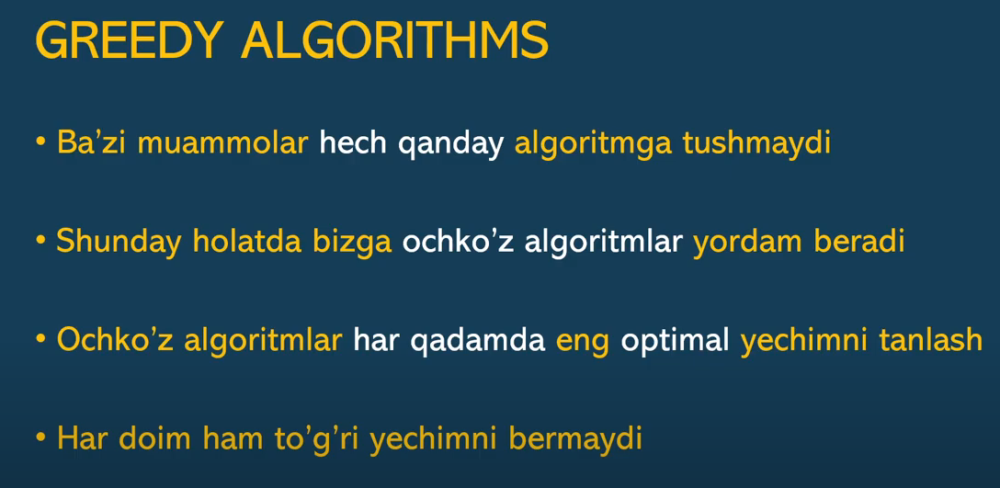 GREEDY ALGORITHMS
• Ba’zi muammolar hech qanday algoritmga tushmaydi
• Shunday holatda bizga ochko’z algoritmlar yordam beradi
• Ochko’z algoritmlar har qadamda eng optimal yechimni tanlash
• Har doim ham to’g’ri yechimni bermaydi